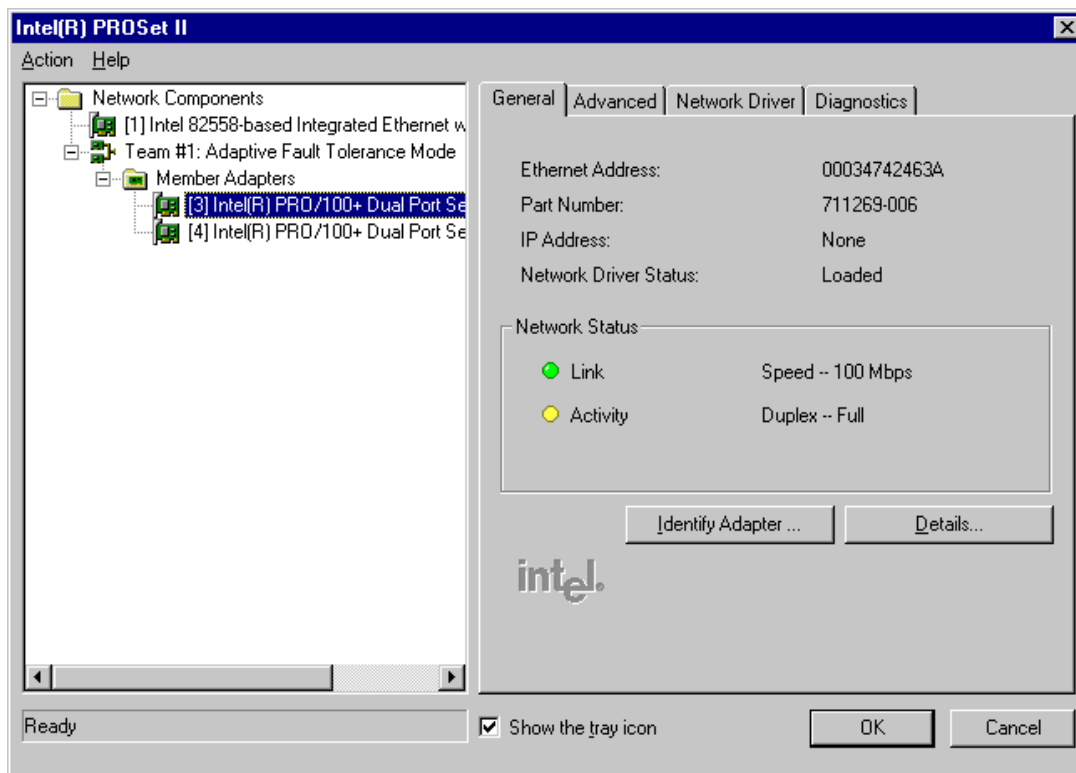 Intel(R) PROSet II
Action Help
Network Components
[1] Intel 82558-based Integrated Ethernet w
Team #1: Adaptive Fault Tolerance Mode
Member Adapters
[3] Intel(R) PRO/100+ Dual Port Se
[4] Intel(R) PRO/100+ Dual Port Se
General Advanced Network Driver Diagnostics
Ethernet Address: 00034742463A
Part Number: 711269-006
IP Address: None
Network Driver Status: Loaded
Network Status
Link Speed -- 100 Mbps
Activity Duplex -- Full
Identify Adapter ... Details...
intel.
Ready
Show the tray icon
OK Cancel